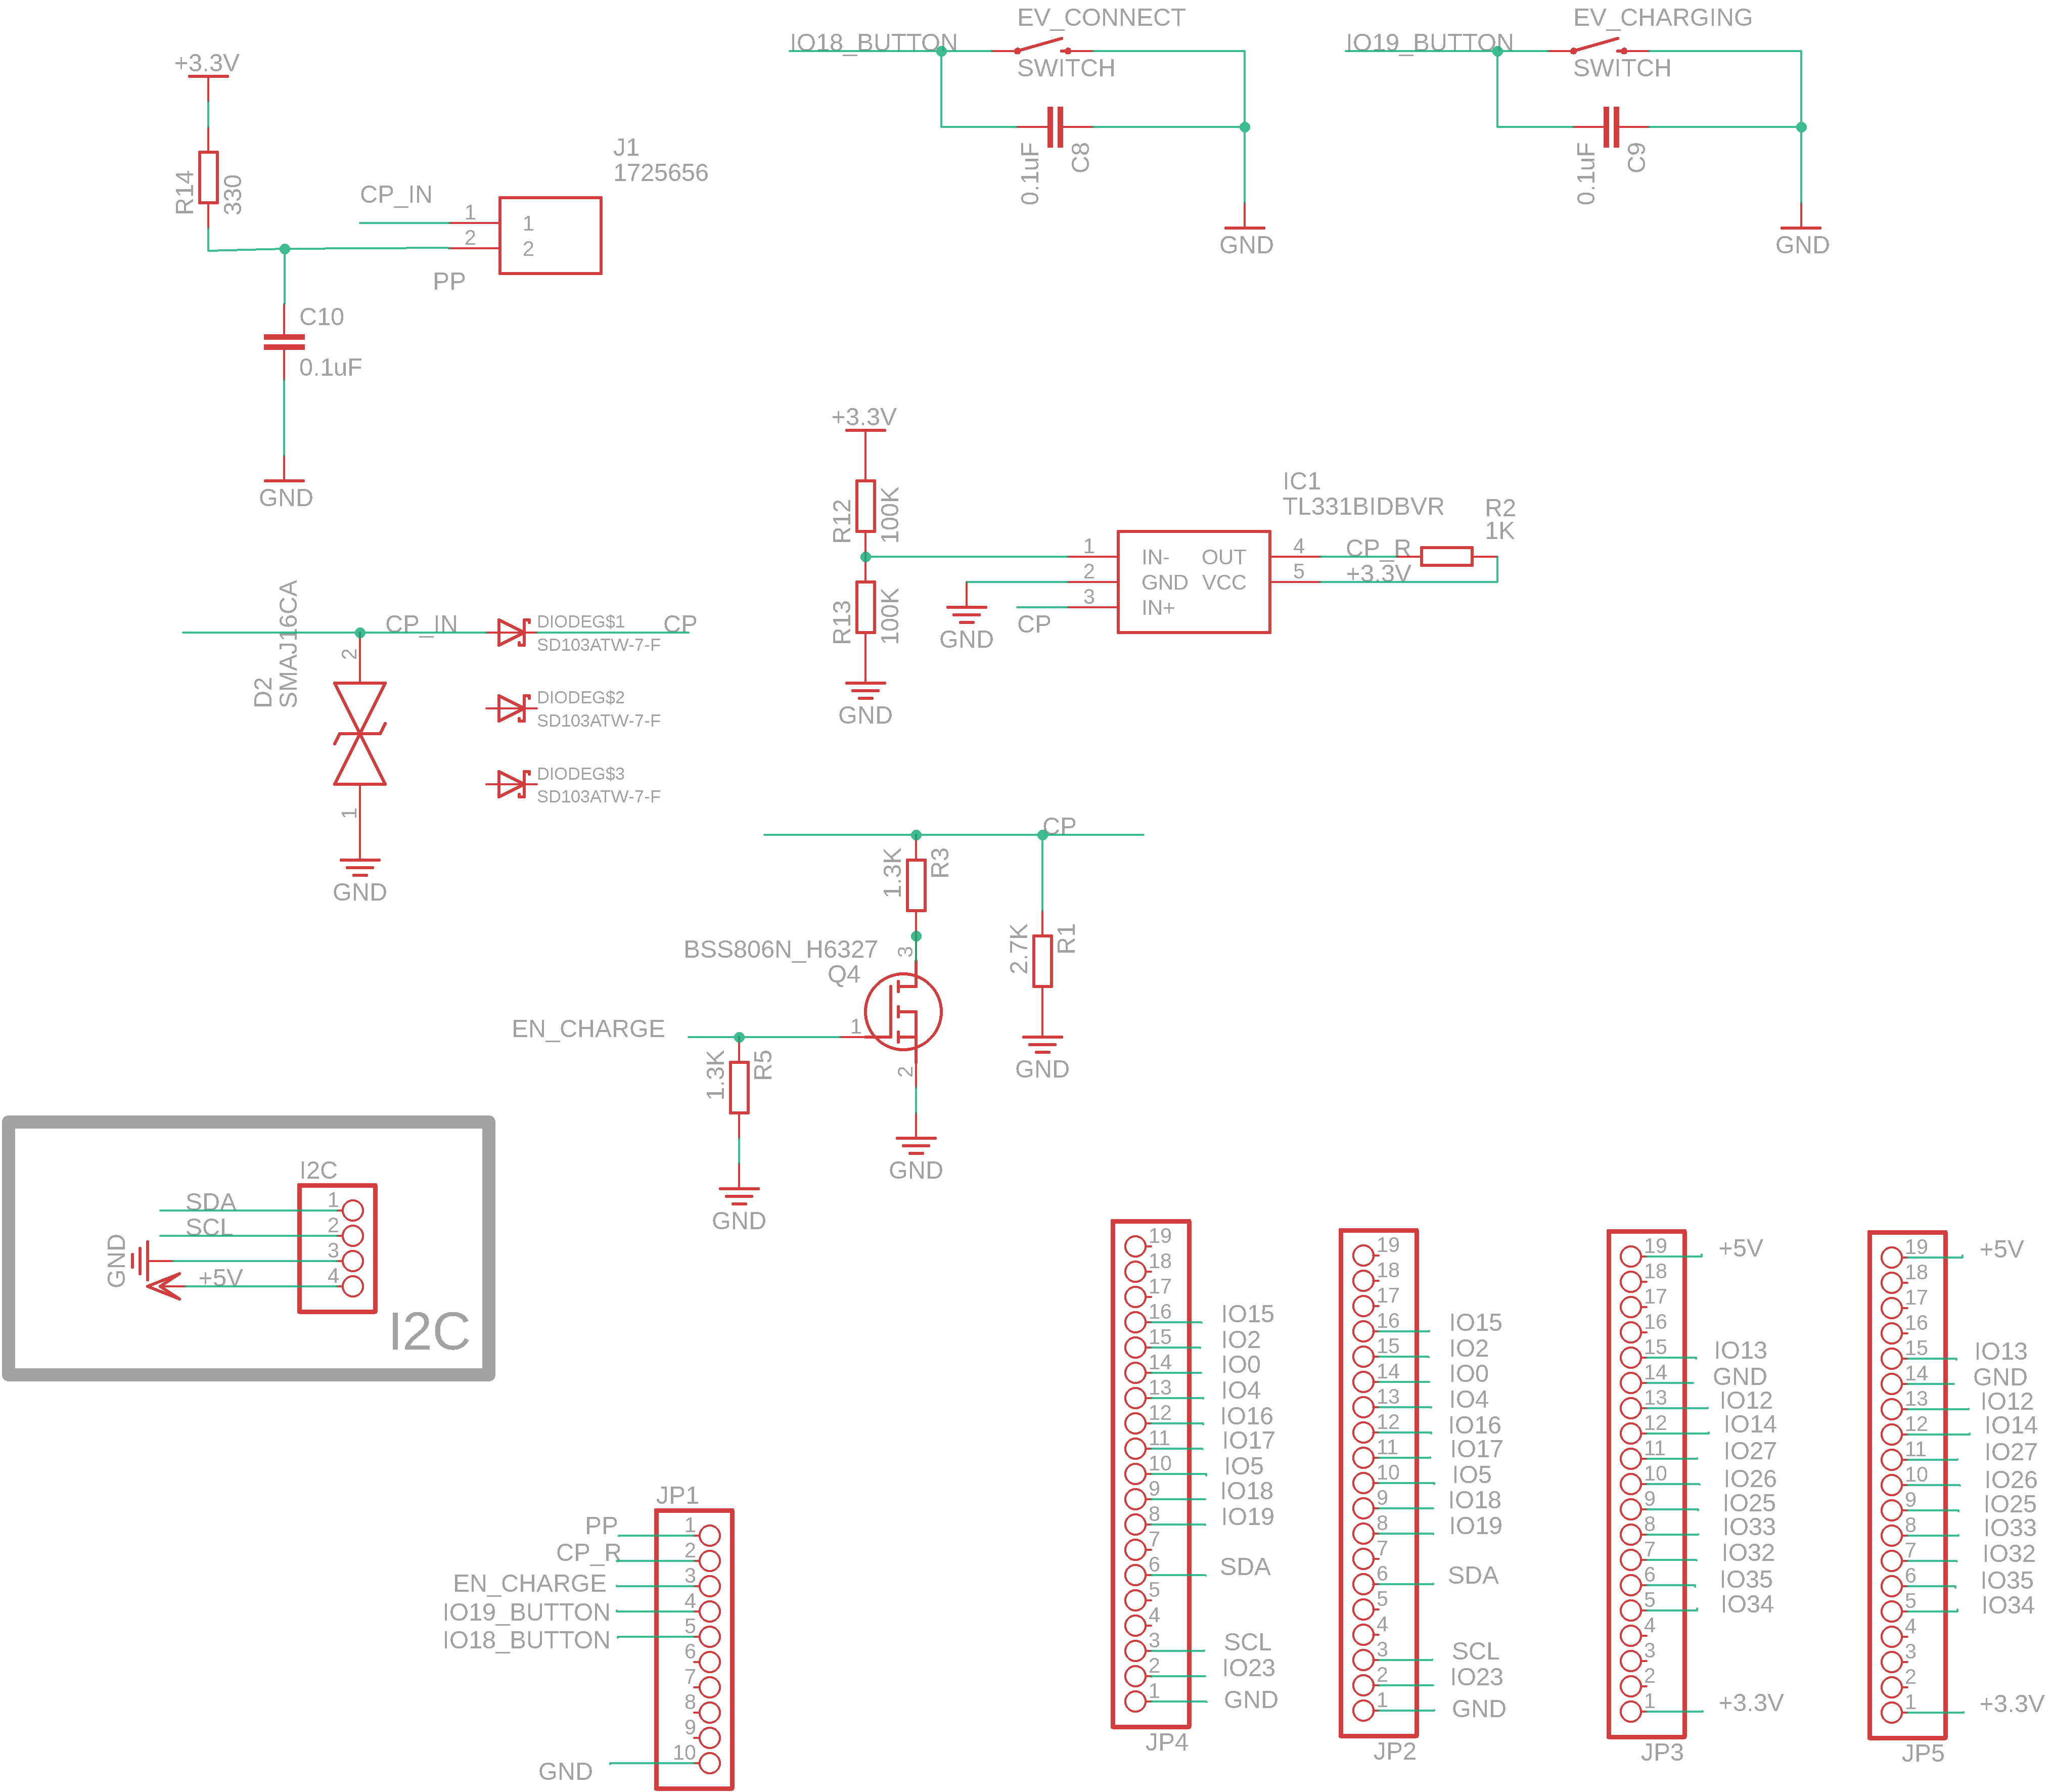 EV_CONNECT
IO18_BUTTON
SWITCH
0.1uF
C8
GND
EV_CHARGING
IO19_BUTTON
SWITCH
0.1uF
C9
GND
+3.3V
R14
330
J1
1725656
CP_IN
1
1
2
2
PP
C10
0.1uF
GND
+3.3V
R12
100K
R13
100K
GND
IC1
TL331BIDBVR
1
IN-
OUT
4
CP_R
2
GND
VCC
5
+3.3V
3
IN+
GND
CP
R2
1K
D2
SMAJ16CA
CP_IN
2
1
GND
DIODEG$1
SD103ATW-7-F
CP
DIODEG$2
SD103ATW-7-F
DIODEG$3
SD103ATW-7-F
CP
1.3K
R3
BSS806N_H6327
Q4
3
1
2
GND
2.7K
R1
GND
EN_CHARGE
1.3K
R5
GND
I2C
SDA
1
SCL
2
GND
3
+5V
4
I2C
JP1
PP
1
CP_R
2
EN_CHARGE
3
IO19_BUTTON
4
IO18_BUTTON
5
6
7
8
9
10
GND
19
18
17
16
IO15
15
IO2
14
IO0
13
IO4
12
IO16
11
IO17
10
IO5
9
IO18
8
IO19
7
6
SDA
5
4
3
SCL
2
IO23
1
GND
JP4
19
18
17
16
IO15
15
IO2
14
IO0
13
IO4
12
IO16
11
IO17
10
IO5
9
IO18
8
IO19
7
6
SDA
5
4
3
SCL
2
IO23
1
GND
JP2
19
+5V
18
17
16
15
IO13
14
GND
13
IO12
12
IO14
11
IO27
10
IO26
9
IO25
8
IO33
7
IO32
6
IO35
5
IO34
4
3
2
1
+3.3V
JP3
19
+5V
18
17
16
15
IO13
14
GND
13
IO12
12
IO14
11
IO27
10
IO26
9
IO25
8
IO33
7
IO32
6
IO35
5
IO34
4
3
2
1
+3.3V
JP5